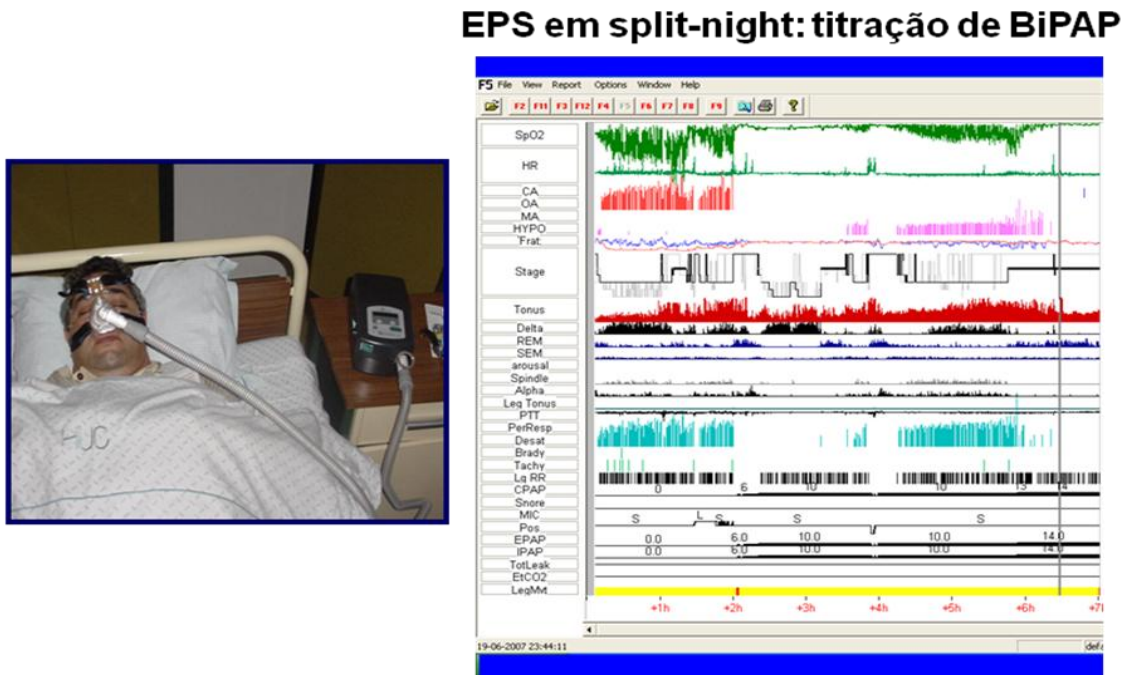 EPS em split-night: titração de BiPAP
F5 File View Report Options Window Help
F2 F11 F3 F12 F4 F5 F6 F7 F8 F9
SpO2
HR
CA
OA
MA
HYPO
Stage
Tonus
Delta
REM
SEM
arousal
Spindle
Alpha
Leg Tonus
PTT
PerResp
Desat
Brady
Tachy
Lg RR
CPAP 0 6 10 10 13 14
Snore
MIC S L S S S
Pos
EPAP 0.0 6.0 10.0 10.0 14.0
IPAP 0.0 6.0 10.0 10.0 14.0
TotLeak
EtCO2
LegMvt
+1h +2h +3h +4h +5h +6h
19-06-2007 23:44:11
HUC